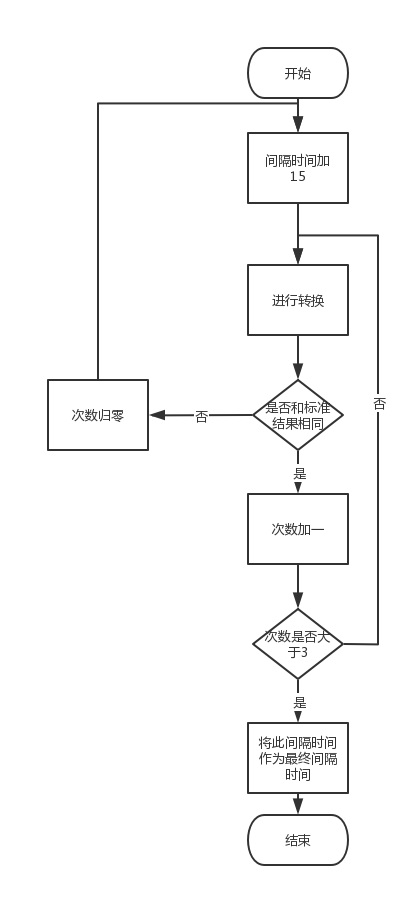 开始
间隔时间加
15
进行转换
是否和标准
结果相同
否
次数归零
否
是
次数加一
次数是否大
于3
是
将此间隔时间
作为最终间隔
时间
结束